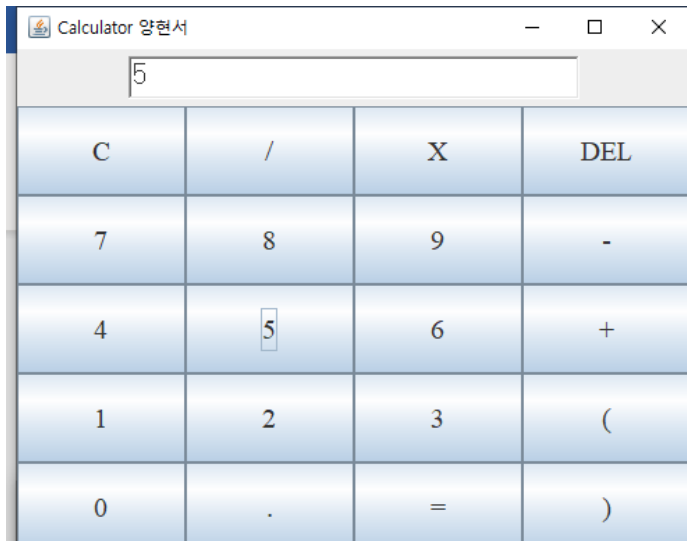 Calculator 양현서
5
C / X DEL
7 8 9 -
4 5 6 +
1 2 3 (
0 . = )